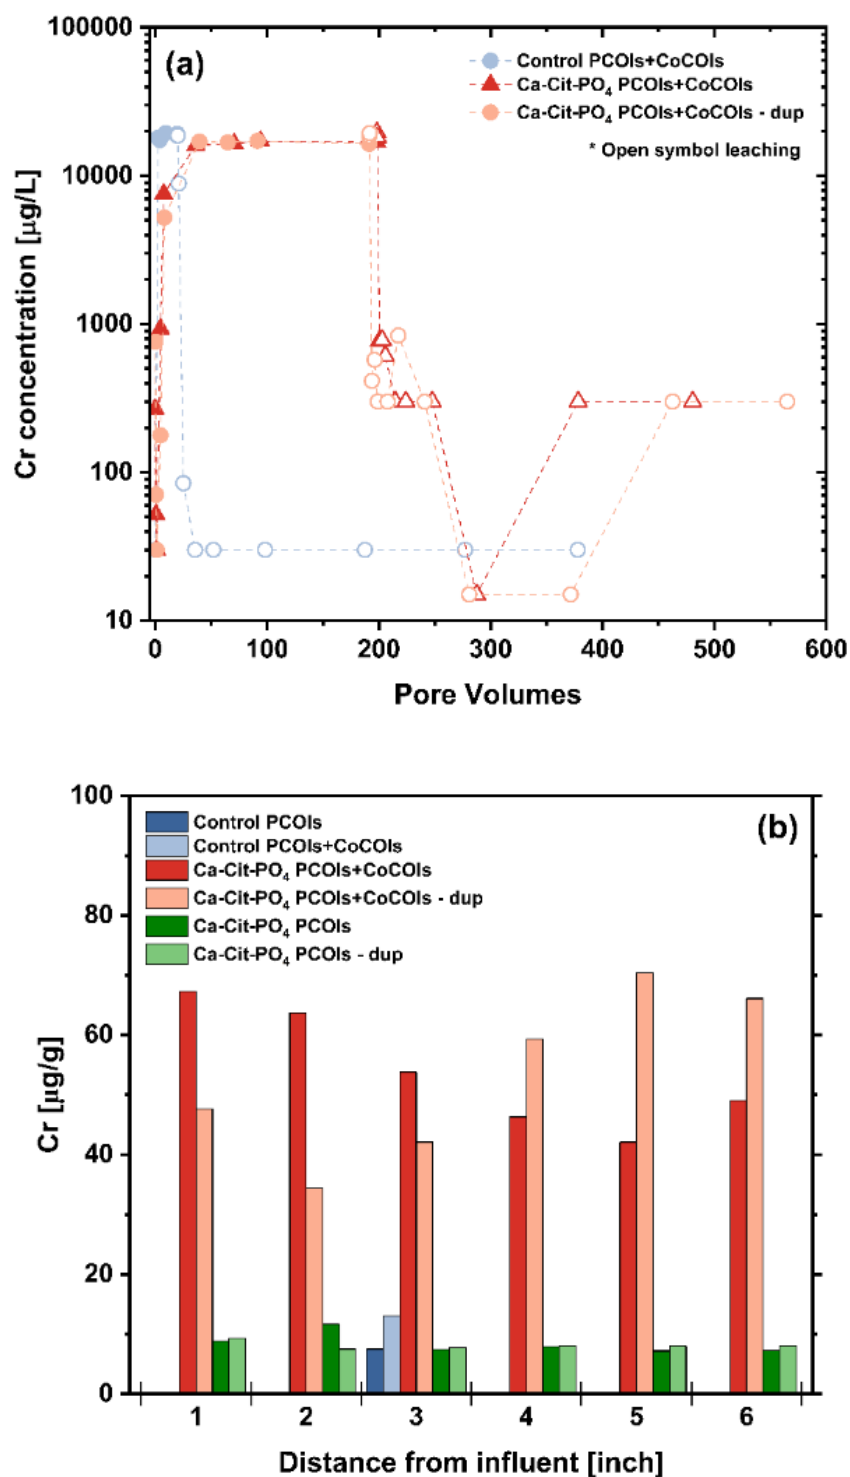 (a)
Control PCOIs+CoCOIs
Ca-Cit-PO₄ PCOIs+CoCOIs
Ca-Cit-PO₄ PCOIs+CoCOIs - dup
* Open symbol leaching
Cr concentration [µg/L]
100000
10000
1000
100
10
0 100 200 300 400 500 600
Pore Volumes
(b)
Control PCOIs
Control PCOIs+CoCOIs
Ca-Cit-PO₄ PCOIs+CoCOIs
Ca-Cit-PO₄ PCOIs+CoCOIs - dup
Ca-Cit-PO₄ PCOIs
Ca-Cit-PO₄ PCOIs - dup
Cr [µg/g]
100
80
60
40
20
0
1 2 3 4 5 6
Distance from influent [inch]